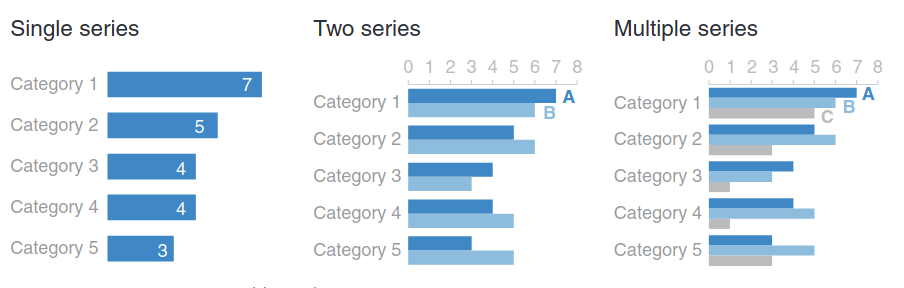 Single series
Category 1 7
Category 2 5
Category 3 4
Category 4 4
Category 5 3
Two series
0 1 2 3 4 5 6 7 8
Category 1 A
B
Category 2
Category 3
Category 4
Category 5
Multiple series
0 1 2 3 4 5 6 7 8
Category 1 A
B
C
Category 2
Category 3
Category 4
Category 5